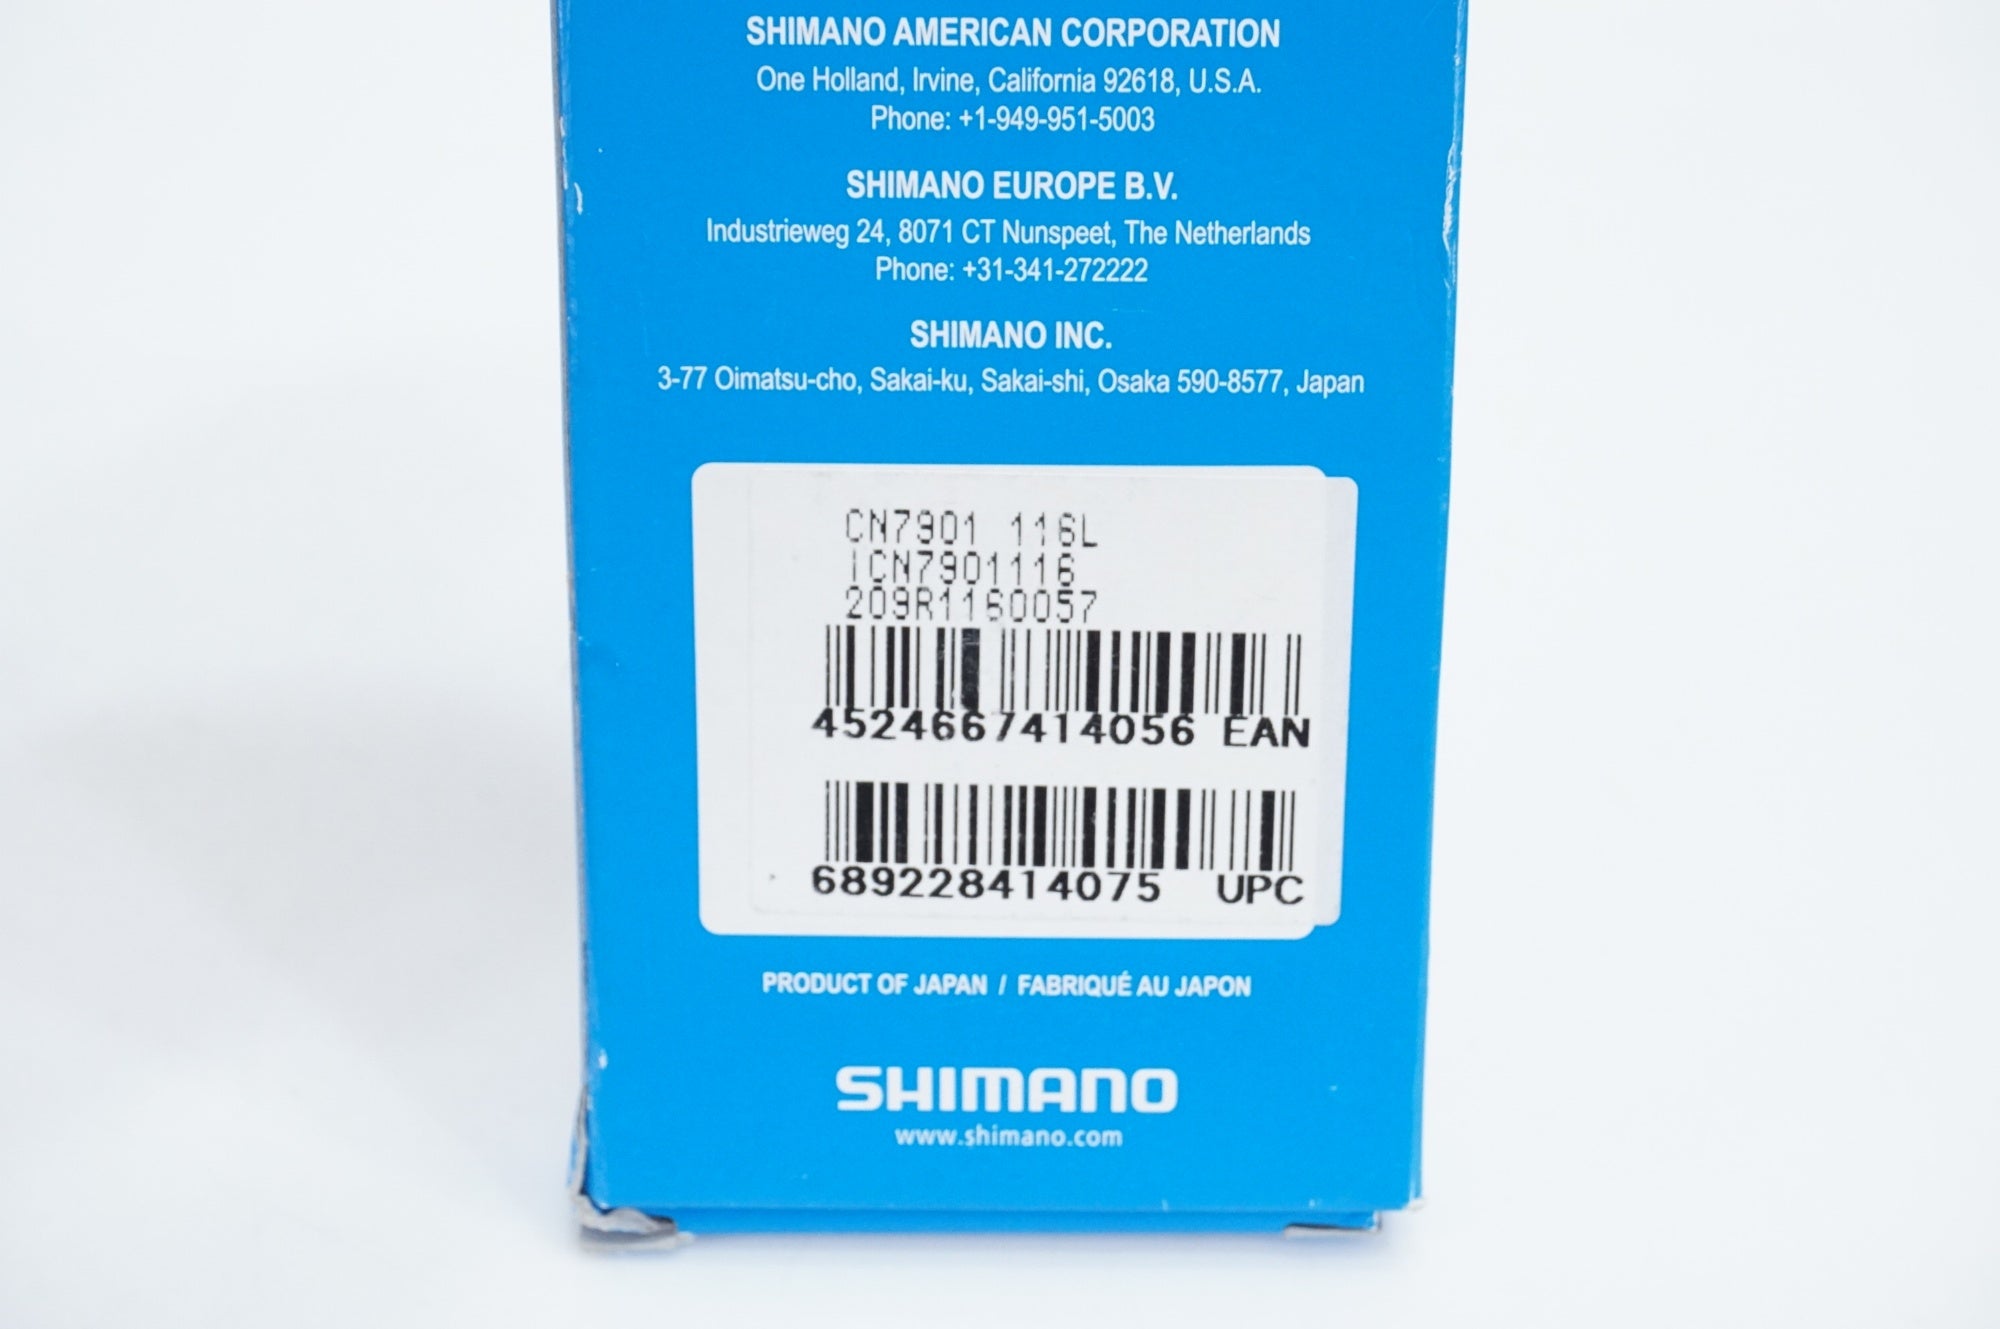 SHIMANO AMERICAN CORPORATION
One Holland, Irvine, California 92618, U.S.A.
Phone: +1-949-951-5003
SHIMANO EUROPE B.V.
Industrieweg 24, 8071 CT Nunspeet, The Netherlands
Phone: +31-341-272222
SHIMANO INC.
3-77 Oimatsu-cho, Sakai-ku, Sakai-shi, Osaka 590-8577, Japan
CN7901 116L
ICN7901116
209R1160057
4524667414056 EAN
689228414075 UPC
PRODUCT OF JAPAN / FABRIQUÉ AU JAPON
SHIMANO
www.shimano.com